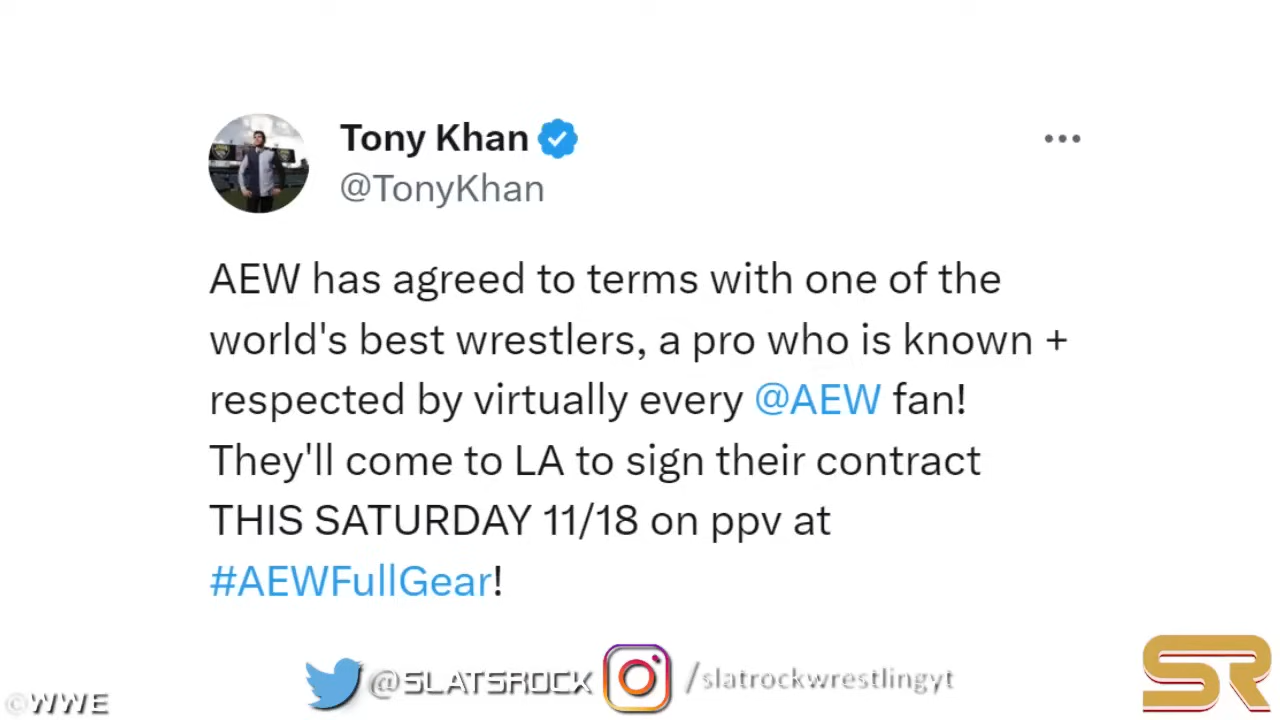 Tony Khan
@TonyKhan
AEW has agreed to terms with one of the
world's best wrestlers, a pro who is known +
respected by virtually every @AEW fan!
They'll come to LA to sign their contract
THIS SATURDAY 11/18 on ppv at
#AEWFullGear!
@SLATSROCK /slatrockwrestlingyt
SR
©WWE